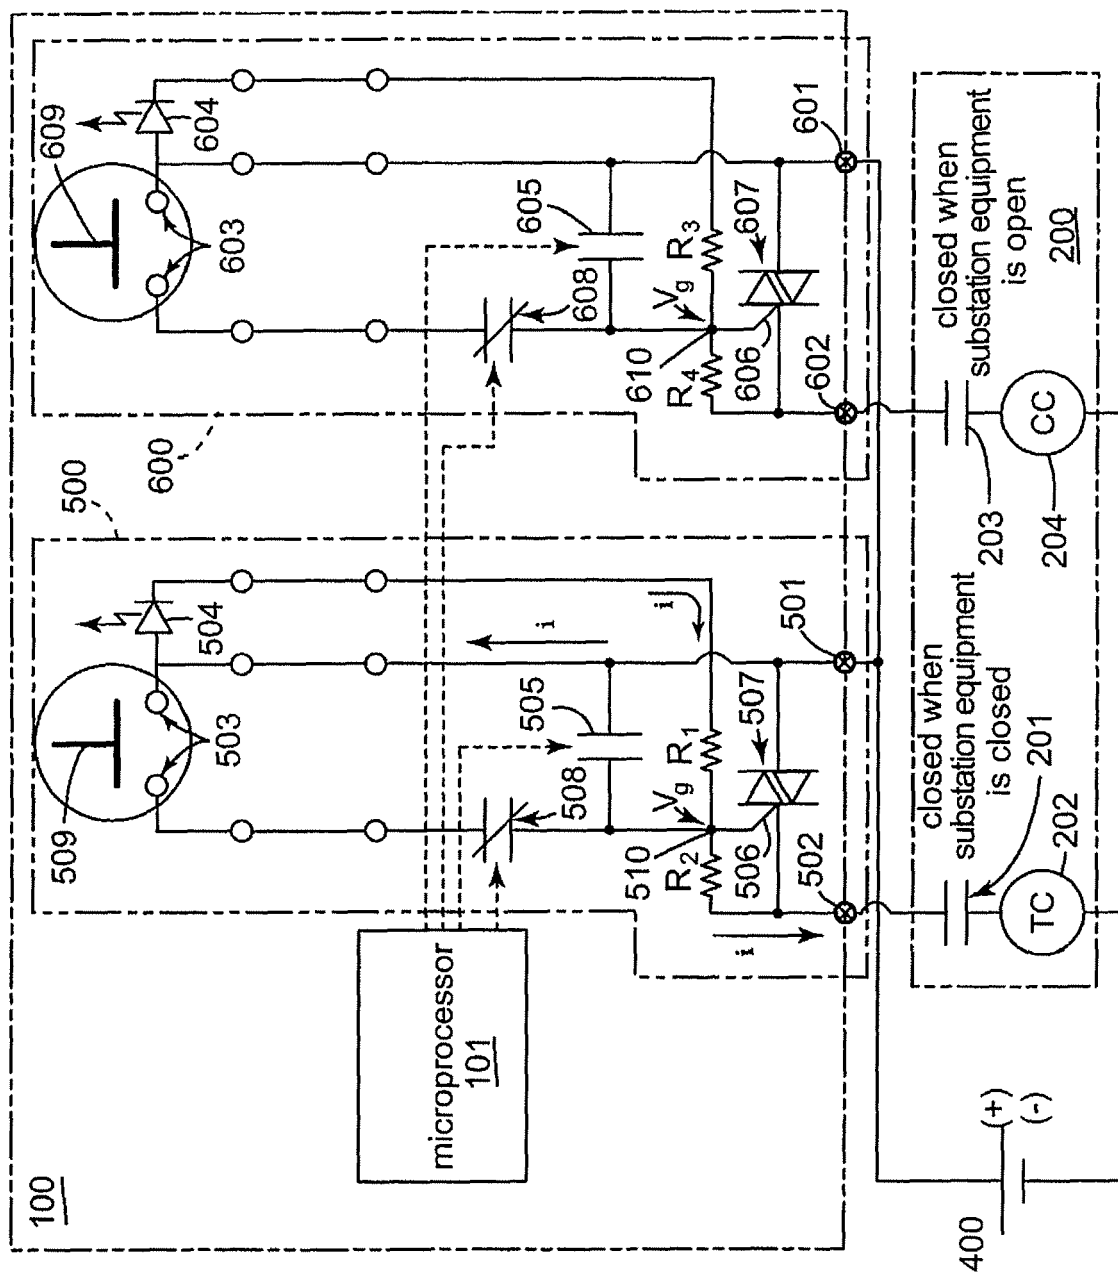 100
microprocessor
101
500
509
503
504
505
508
i
i
i
510
Vg
R2
R1
506
507
502
501
600
609
603
604
605
608
610
Vg
R4
R3
606
607
602
601
closed when
substation equipment
is closed
201
TC
202
closed when
substation equipment
is open
200
203
CC
204
400
(+)
(-)